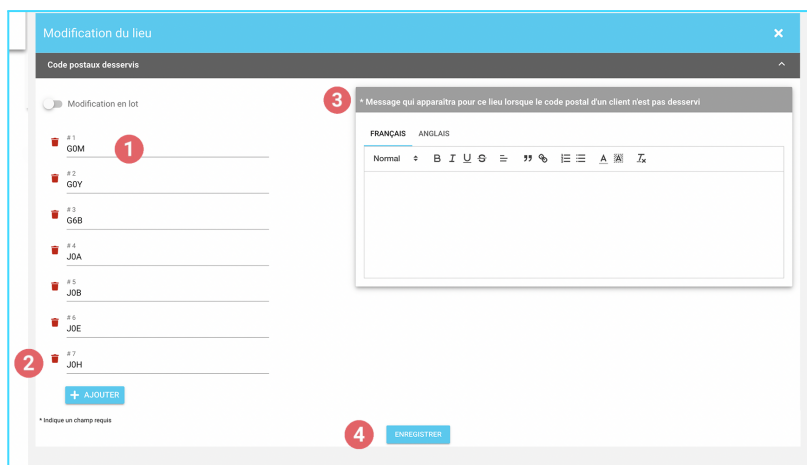 Modification du lieu
Code postaux desservis
Modification en lot
# 1
G0M
1
# 2
G0Y
# 3
G6B
# 4
J0A
# 5
J0B
# 6
J0E
# 7
J0H
2
+ AJOUTER
* Indique un champ requis
3
* Message qui apparaîtra pour ce lieu lorsque le code postal d'un client n'est pas desservi
FRANÇAIS ANGLAIS
Normal
4
ENREGISTRER